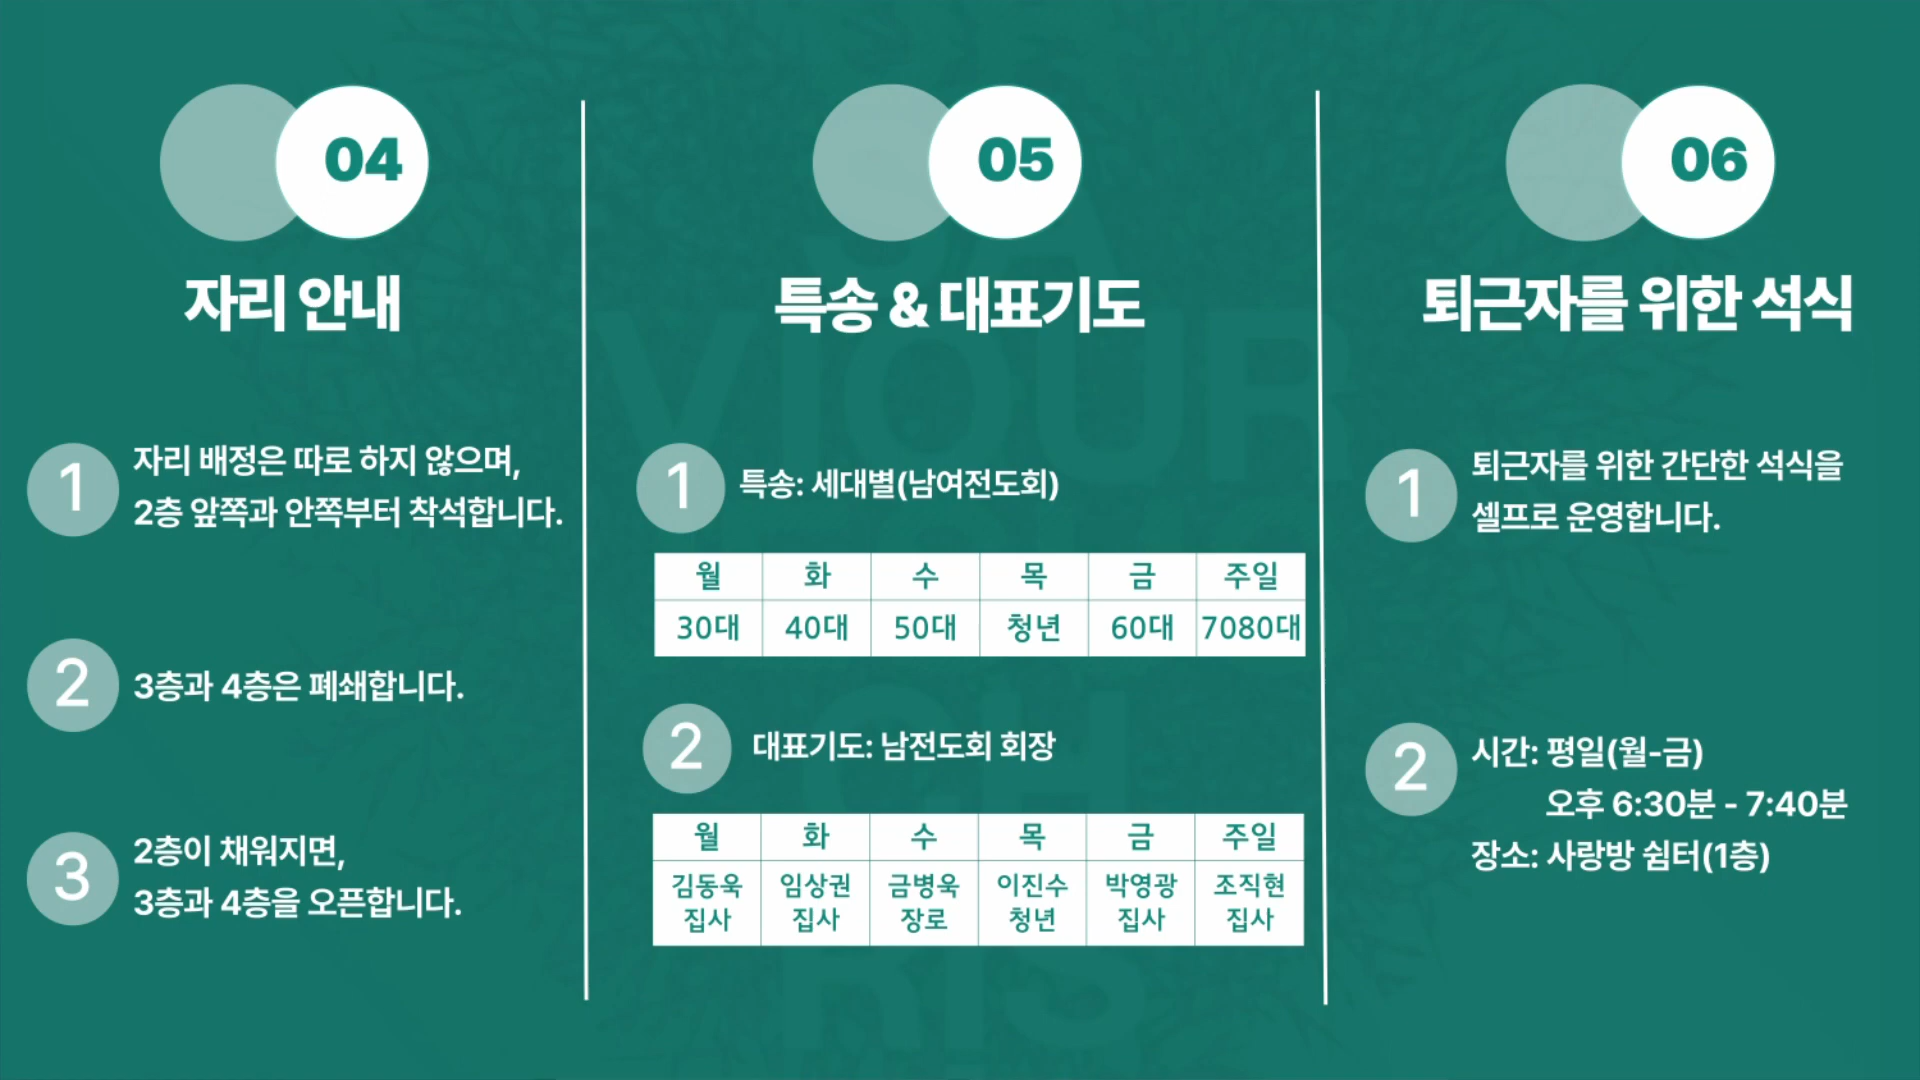 04
자리 안내
1
자리 배정은 따로 하지 않으며,
2층 앞쪽과 안쪽부터 착석합니다.
2
3층과 4층은 폐쇄합니다.
3
2층이 채워지면,
3층과 4층을 오픈합니다.
05
특송 & 대표기도
1
특송: 세대별(남여전도회)
월 화 수 목 금 주일
30대 40대 50대 청년 60대 7080대
2
대표기도: 남전도회 회장
월 화 수 목 금 주일
김동욱 임상권 금병욱 이진수 박영광 조직현
집사 집사 장로 청년 집사 집사
06
퇴근자를 위한 석식
1
퇴근자를 위한 간단한 석식을
셀프로 운영합니다.
2
시간: 평일(월-금)
오후 6:30분 - 7:40분
장소: 사랑방 쉼터(1층)